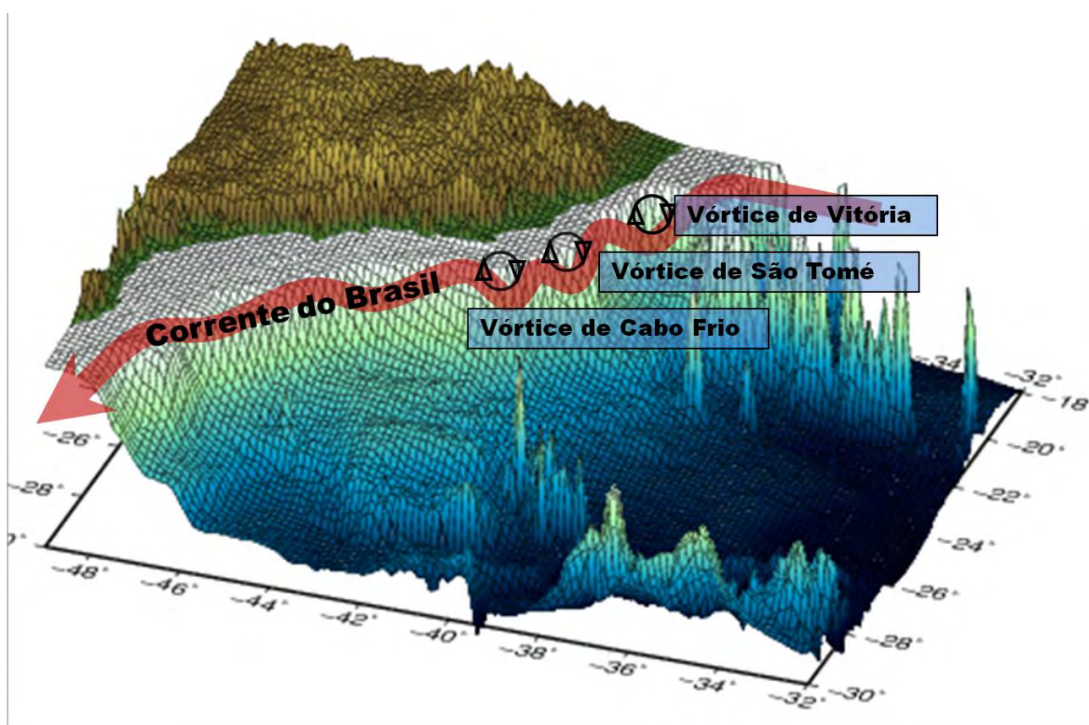 Vórtice de Vitória
Vórtice de São Tomé
Corrente do Brasil
Vórtice de Cabo Frio
-34° -32°
-18°
-20°
-22°
-24°
-26°
-28°
-30°
-26°
-28°
0°
-48° -46° -44° -42° -40° -38° -36° -34° -32°